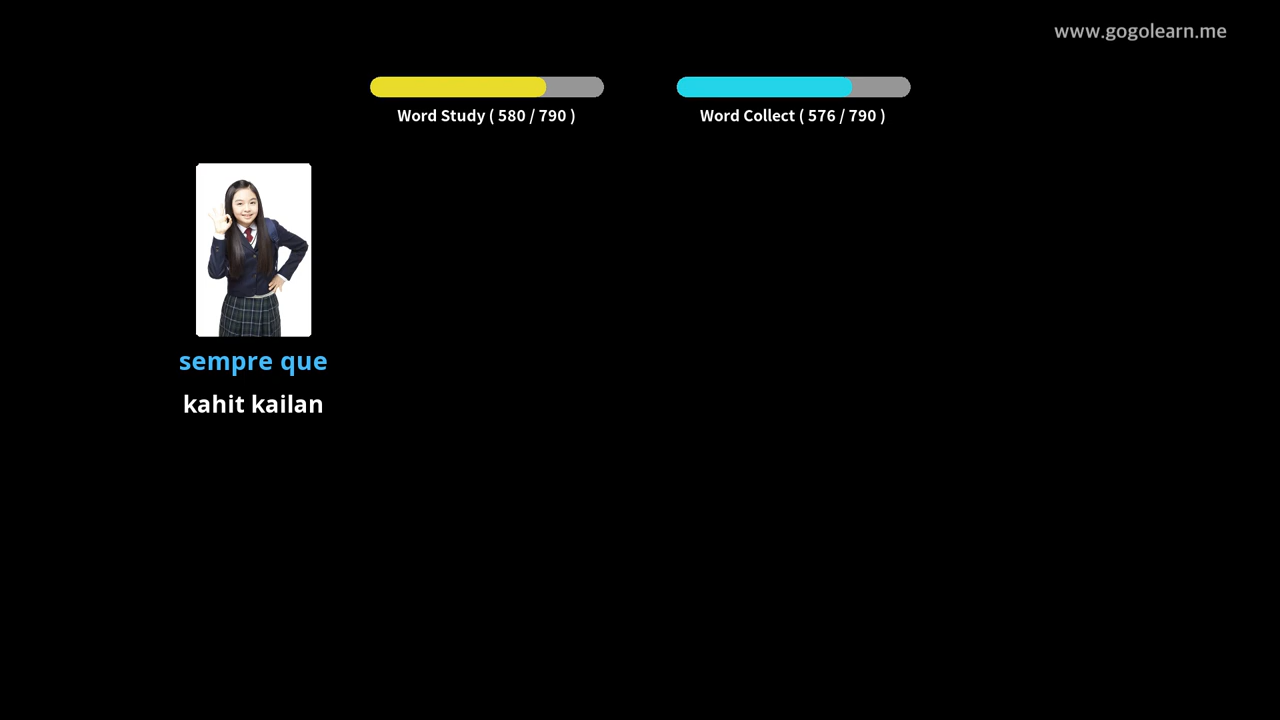 www.gogolearn.me
Word Study ( 580 / 790 )
Word Collect ( 576 / 790 )
sempre que
kahit kailan